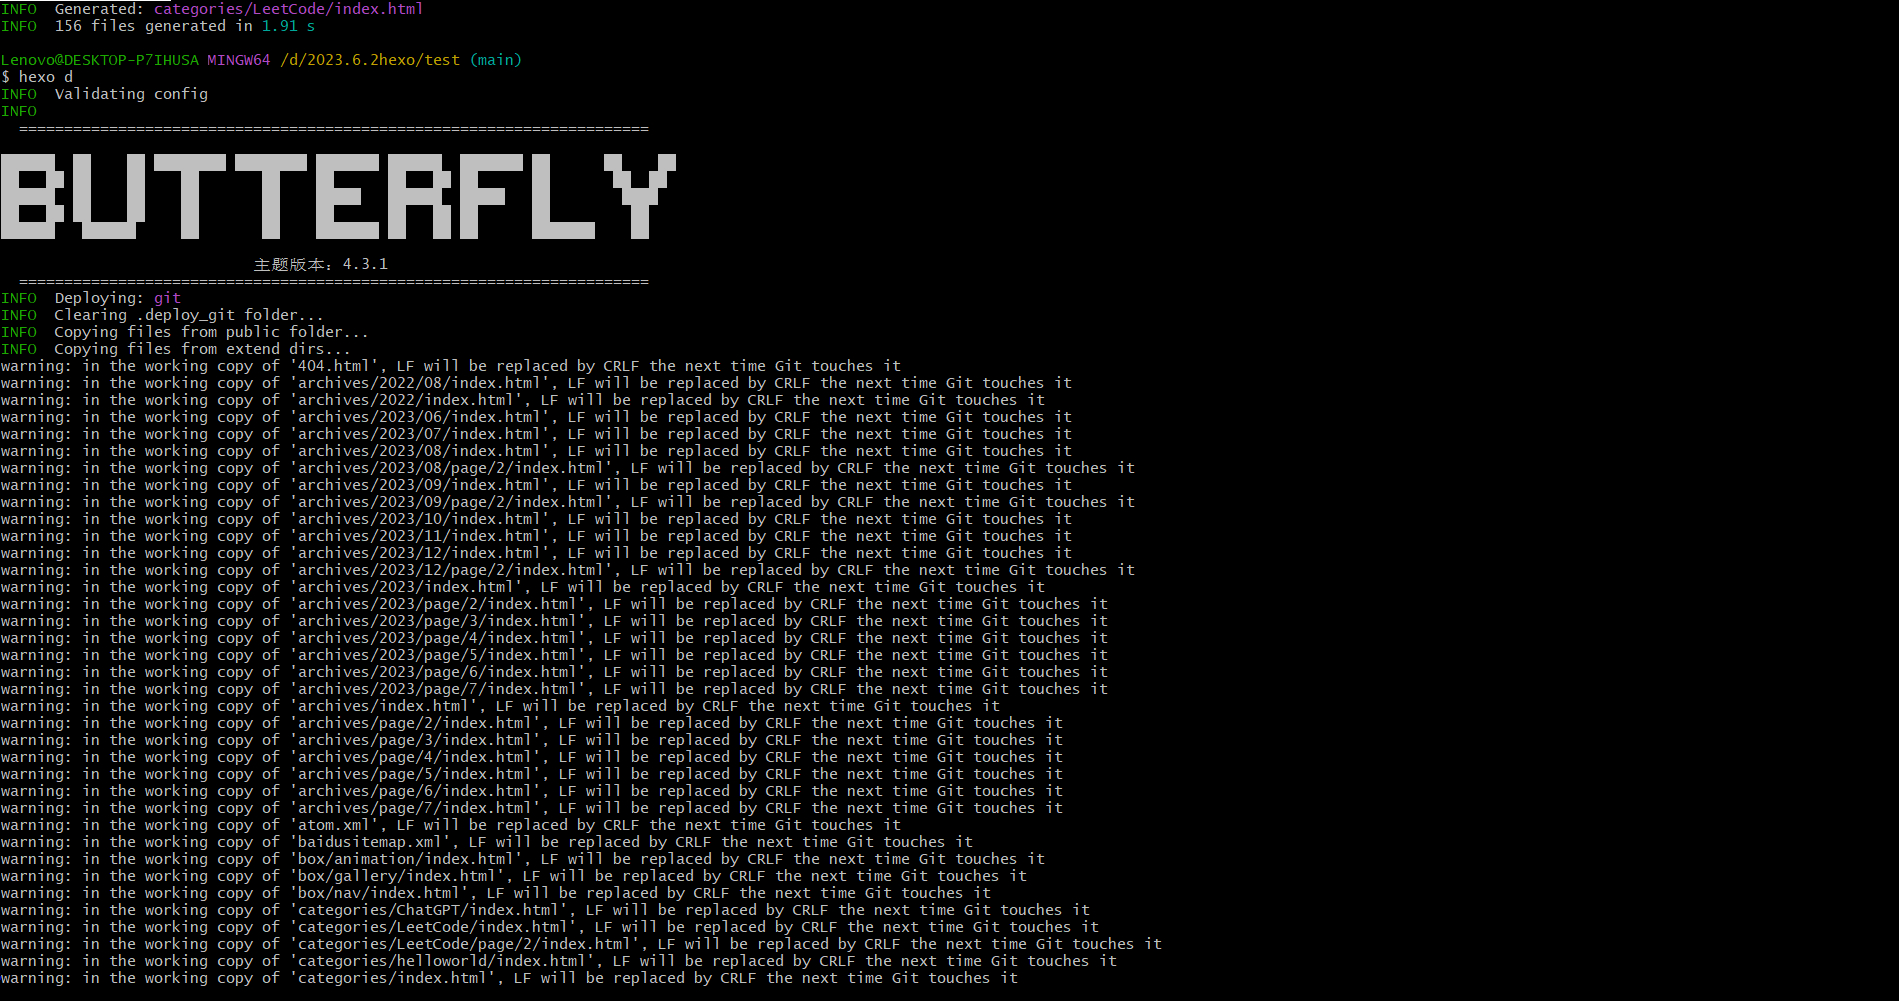 INFO  Generated: categories/LeetCode/index.html
INFO  156 files generated in 1.91 s
Lenovo@DESKTOP-P7IHUSA MINGW64 /d/2023.6.2hexo/test (main)
$ hexo d
INFO  Validating config
INFO
======================================================================
BUTTERFLY
主题版本：4.3.1
======================================================================
INFO  Deploying: git
INFO  Clearing .deploy_git folder...
INFO  Copying files from public folder...
INFO  Copying files from extend dirs...
warning: in the working copy of '404.html', LF will be replaced by CRLF the next time Git touches it
warning: in the working copy of 'archives/2022/08/index.html', LF will be replaced by CRLF the next time Git touches it
warning: in the working copy of 'archives/2022/index.html', LF will be replaced by CRLF the next time Git touches it
warning: in the working copy of 'archives/2023/06/index.html', LF will be replaced by CRLF the next time Git touches it
warning: in the working copy of 'archives/2023/07/index.html', LF will be replaced by CRLF the next time Git touches it
warning: in the working copy of 'archives/2023/08/index.html', LF will be replaced by CRLF the next time Git touches it
warning: in the working copy of 'archives/2023/08/page/2/index.html', LF will be replaced by CRLF the next time Git touches it
warning: in the working copy of 'archives/2023/09/index.html', LF will be replaced by CRLF the next time Git touches it
warning: in the working copy of 'archives/2023/09/page/2/index.html', LF will be replaced by CRLF the next time Git touches it
warning: in the working copy of 'archives/2023/10/index.html', LF will be replaced by CRLF the next time Git touches it
warning: in the working copy of 'archives/2023/11/index.html', LF will be replaced by CRLF the next time Git touches it
warning: in the working copy of 'archives/2023/12/index.html', LF will be replaced by CRLF the next time Git touches it
warning: in the working copy of 'archives/2023/12/page/2/index.html', LF will be replaced by CRLF the next time Git touches it
warning: in the working copy of 'archives/2023/index.html', LF will be replaced by CRLF the next time Git touches it
warning: in the working copy of 'archives/2023/page/2/index.html', LF will be replaced by CRLF the next time Git touches it
warning: in the working copy of 'archives/2023/page/3/index.html', LF will be replaced by CRLF the next time Git touches it
warning: in the working copy of 'archives/2023/page/4/index.html', LF will be replaced by CRLF the next time Git touches it
warning: in the working copy of 'archives/2023/page/5/index.html', LF will be replaced by CRLF the next time Git touches it
warning: in the working copy of 'archives/2023/page/6/index.html', LF will be replaced by CRLF the next time Git touches it
warning: in the working copy of 'archives/2023/page/7/index.html', LF will be replaced by CRLF the next time Git touches it
warning: in the working copy of 'archives/index.html', LF will be replaced by CRLF the next time Git touches it
warning: in the working copy of 'archives/page/2/index.html', LF will be replaced by CRLF the next time Git touches it
warning: in the working copy of 'archives/page/3/index.html', LF will be replaced by CRLF the next time Git touches it
warning: in the working copy of 'archives/page/4/index.html', LF will be replaced by CRLF the next time Git touches it
warning: in the working copy of 'archives/page/5/index.html', LF will be replaced by CRLF the next time Git touches it
warning: in the working copy of 'archives/page/6/index.html', LF will be replaced by CRLF the next time Git touches it
warning: in the working copy of 'archives/page/7/index.html', LF will be replaced by CRLF the next time Git touches it
warning: in the working copy of 'atom.xml', LF will be replaced by CRLF the next time Git touches it
warning: in the working copy of 'baidusitemap.xml', LF will be replaced by CRLF the next time Git touches it
warning: in the working copy of 'box/animation/index.html', LF will be replaced by CRLF the next time Git touches it
warning: in the working copy of 'box/gallery/index.html', LF will be replaced by CRLF the next time Git touches it
warning: in the working copy of 'box/nav/index.html', LF will be replaced by CRLF the next time Git touches it
warning: in the working copy of 'categories/ChatGPT/index.html', LF will be replaced by CRLF the next time Git touches it
warning: in the working copy of 'categories/LeetCode/index.html', LF will be replaced by CRLF the next time Git touches it
warning: in the working copy of 'categories/LeetCode/page/2/index.html', LF will be replaced by CRLF the next time Git touches it
warning: in the working copy of 'categories/helloworld/index.html', LF will be replaced by CRLF the next time Git touches it
warning: in the working copy of 'categories/index.html', LF will be replaced by CRLF the next time Git touches it